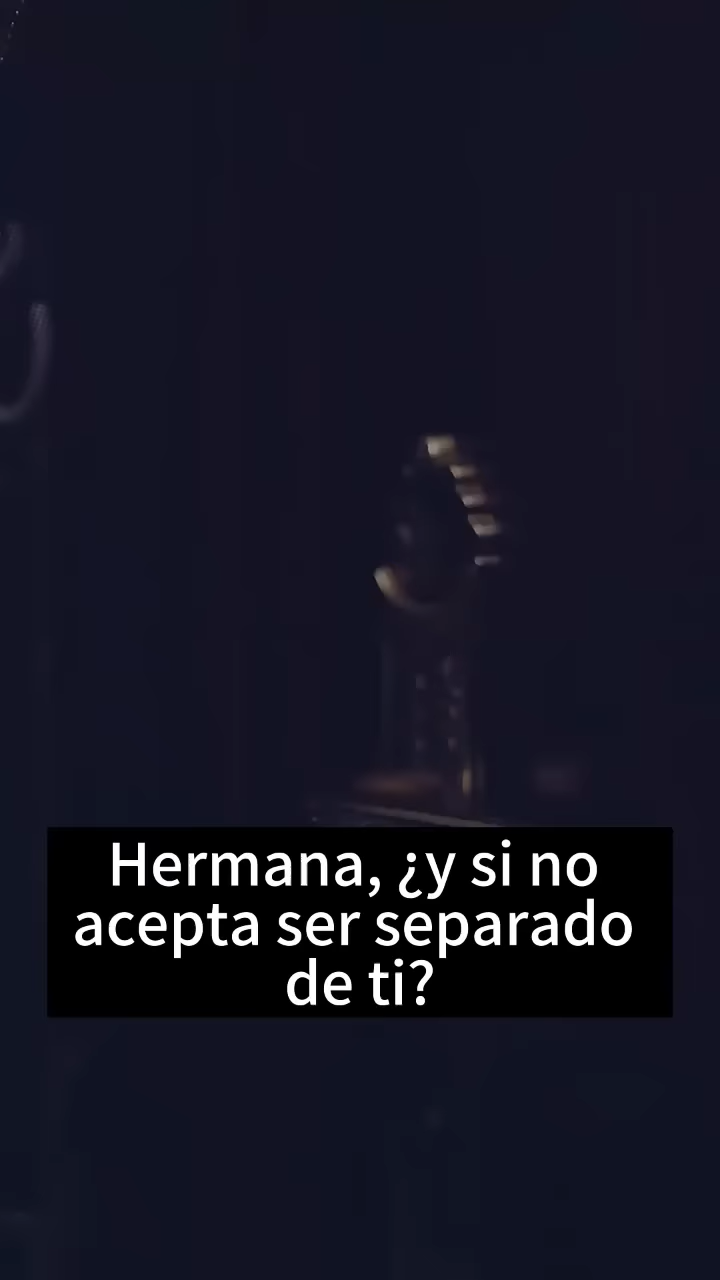 Hermana, ¿y si no
acepta ser separado
de ti?